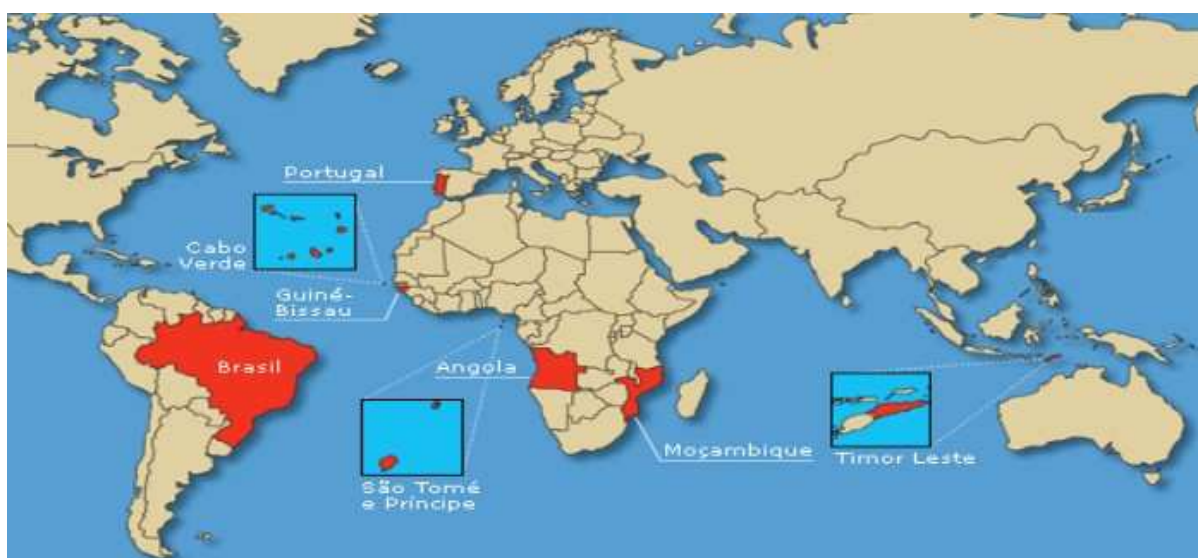 Portugal
Cabo
Verde
Guiné-
Bissau
Brasil
Angola
São Tomé
e Príncipe
Moçambique
Timor Leste